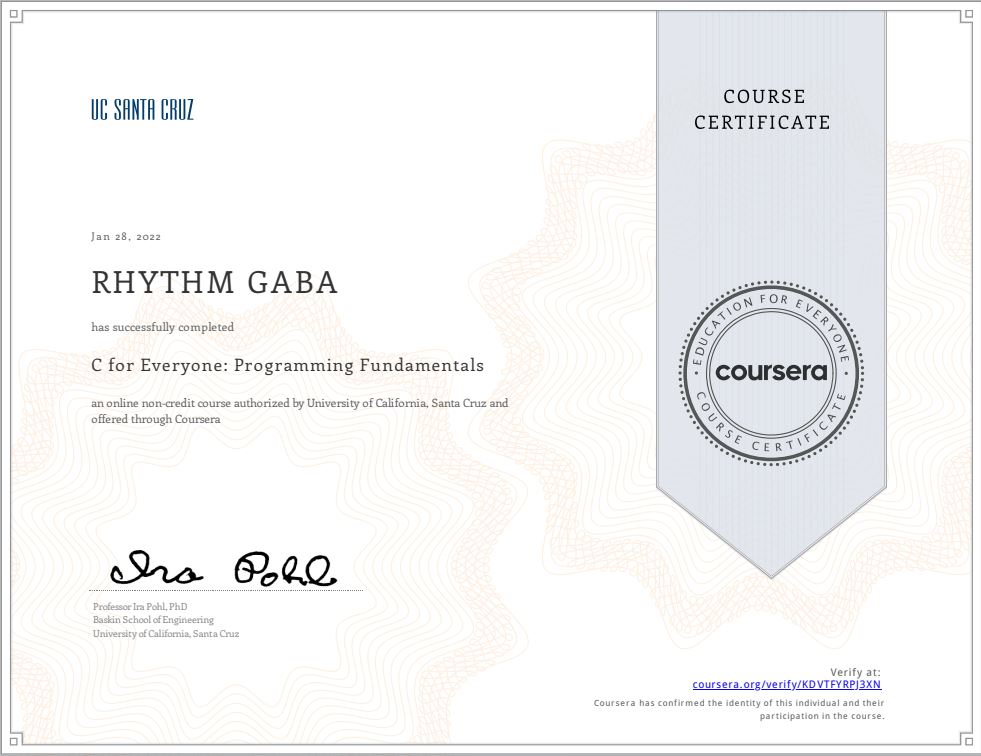 UC SANTA CRUZ
COURSE
CERTIFICATE
Jan 28, 2022
RHYTHM GABA
has successfully completed
C for Everyone: Programming Fundamentals
an online non-credit course authorized by University of California, Santa Cruz and
offered through Coursera
EDUCATION FOR EVERYONE
coursera
COURSE CERTIFICATE
Ira Pohl
Professor Ira Pohl, PhD
Baskin School of Engineering
University of California, Santa Cruz
Verify at:
coursera.org/verify/KDVTFYRPJ3XN
Coursera has confirmed the identity of this individual and their
participation in the course.